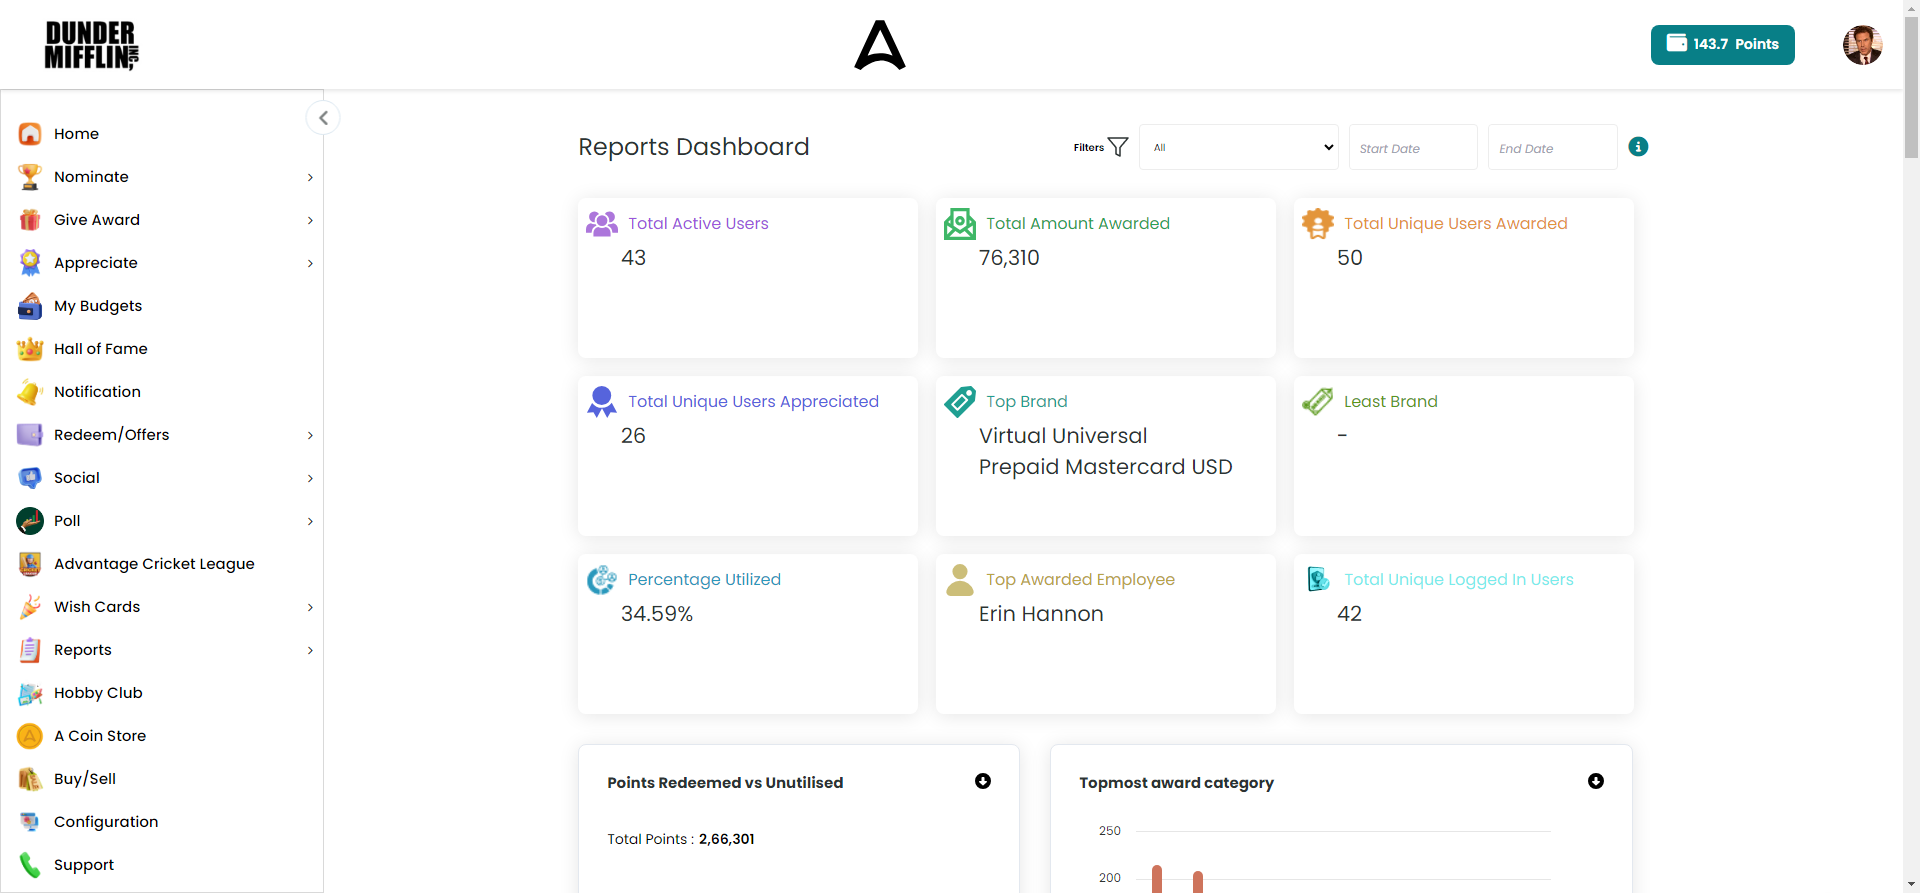 DUNDER
MIFFLIN, INC.
143.7 Points
Home
Nominate
Give Award
Appreciate
My Budgets
Hall of Fame
Notification
Redeem/Offers
Social
Poll
Advantage Cricket League
Wish Cards
Reports
Hobby Club
A Coin Store
Buy/Sell
Configuration
Support
Reports Dashboard
Filters
All
Start Date
End Date
Total Active Users
43
Total Amount Awarded
76,310
Total Unique Users Awarded
50
Total Unique Users Appreciated
26
Top Brand
Virtual Universal
Prepaid Mastercard USD
Least Brand
-
Percentage Utilized
34.59%
Top Awarded Employee
Erin Hannon
Total Unique Logged In Users
42
Points Redeemed vs Unutilised
Total Points : 2,66,301
Topmost award category
250
200